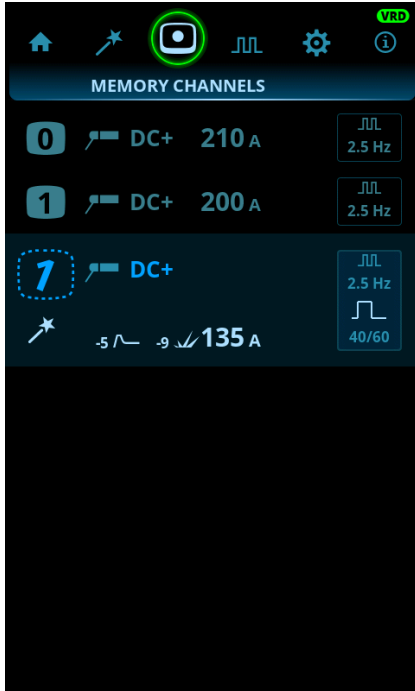 VRD
MEMORY CHANNELS
0 DC+ 210 A 2.5 Hz
1 DC+ 200 A 2.5 Hz
1 DC+ 2.5 Hz
-5 -9 135 A 40/60